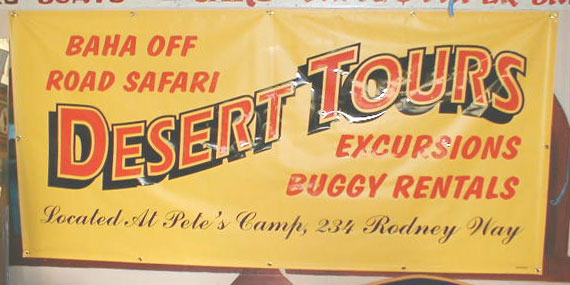 BAHA OFF
ROAD SAFARI
DESERT TOURS
EXCURSIONS
BUGGY RENTALS
Located At Pete's Camp, 234 Rodney Way